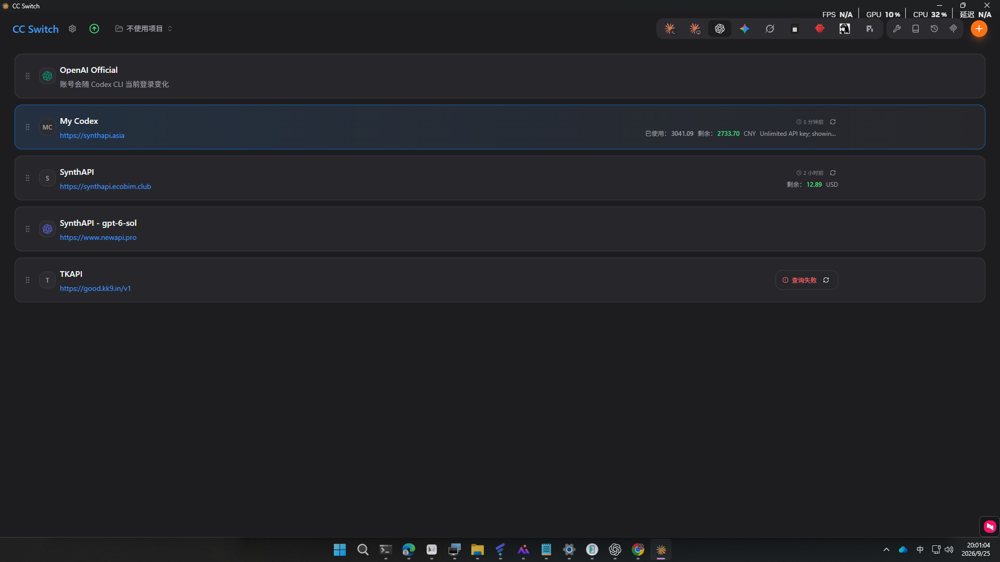 CC Switch
FPS N/A GPU 10% CPU 32% 延迟 N/A
CC Switch 不使用项目
OpenAI Official
账号会随 Codex CLI 当前登录变化
MC
My Codex
https://synthapi.asia
5 分钟前
已使用: 3041.09 剩余: 2733.70 CNY Unlimited API key; showin...
S
SynthAPI
https://synthapi.ecobim.club
2 小时前
剩余: 12.89 USD
SynthAPI - gpt-6-sol
https://www.newapi.pro
T
TKAPI
https://good.kk9.in/v1
查询失败
中
20:01:04
2026/9/25